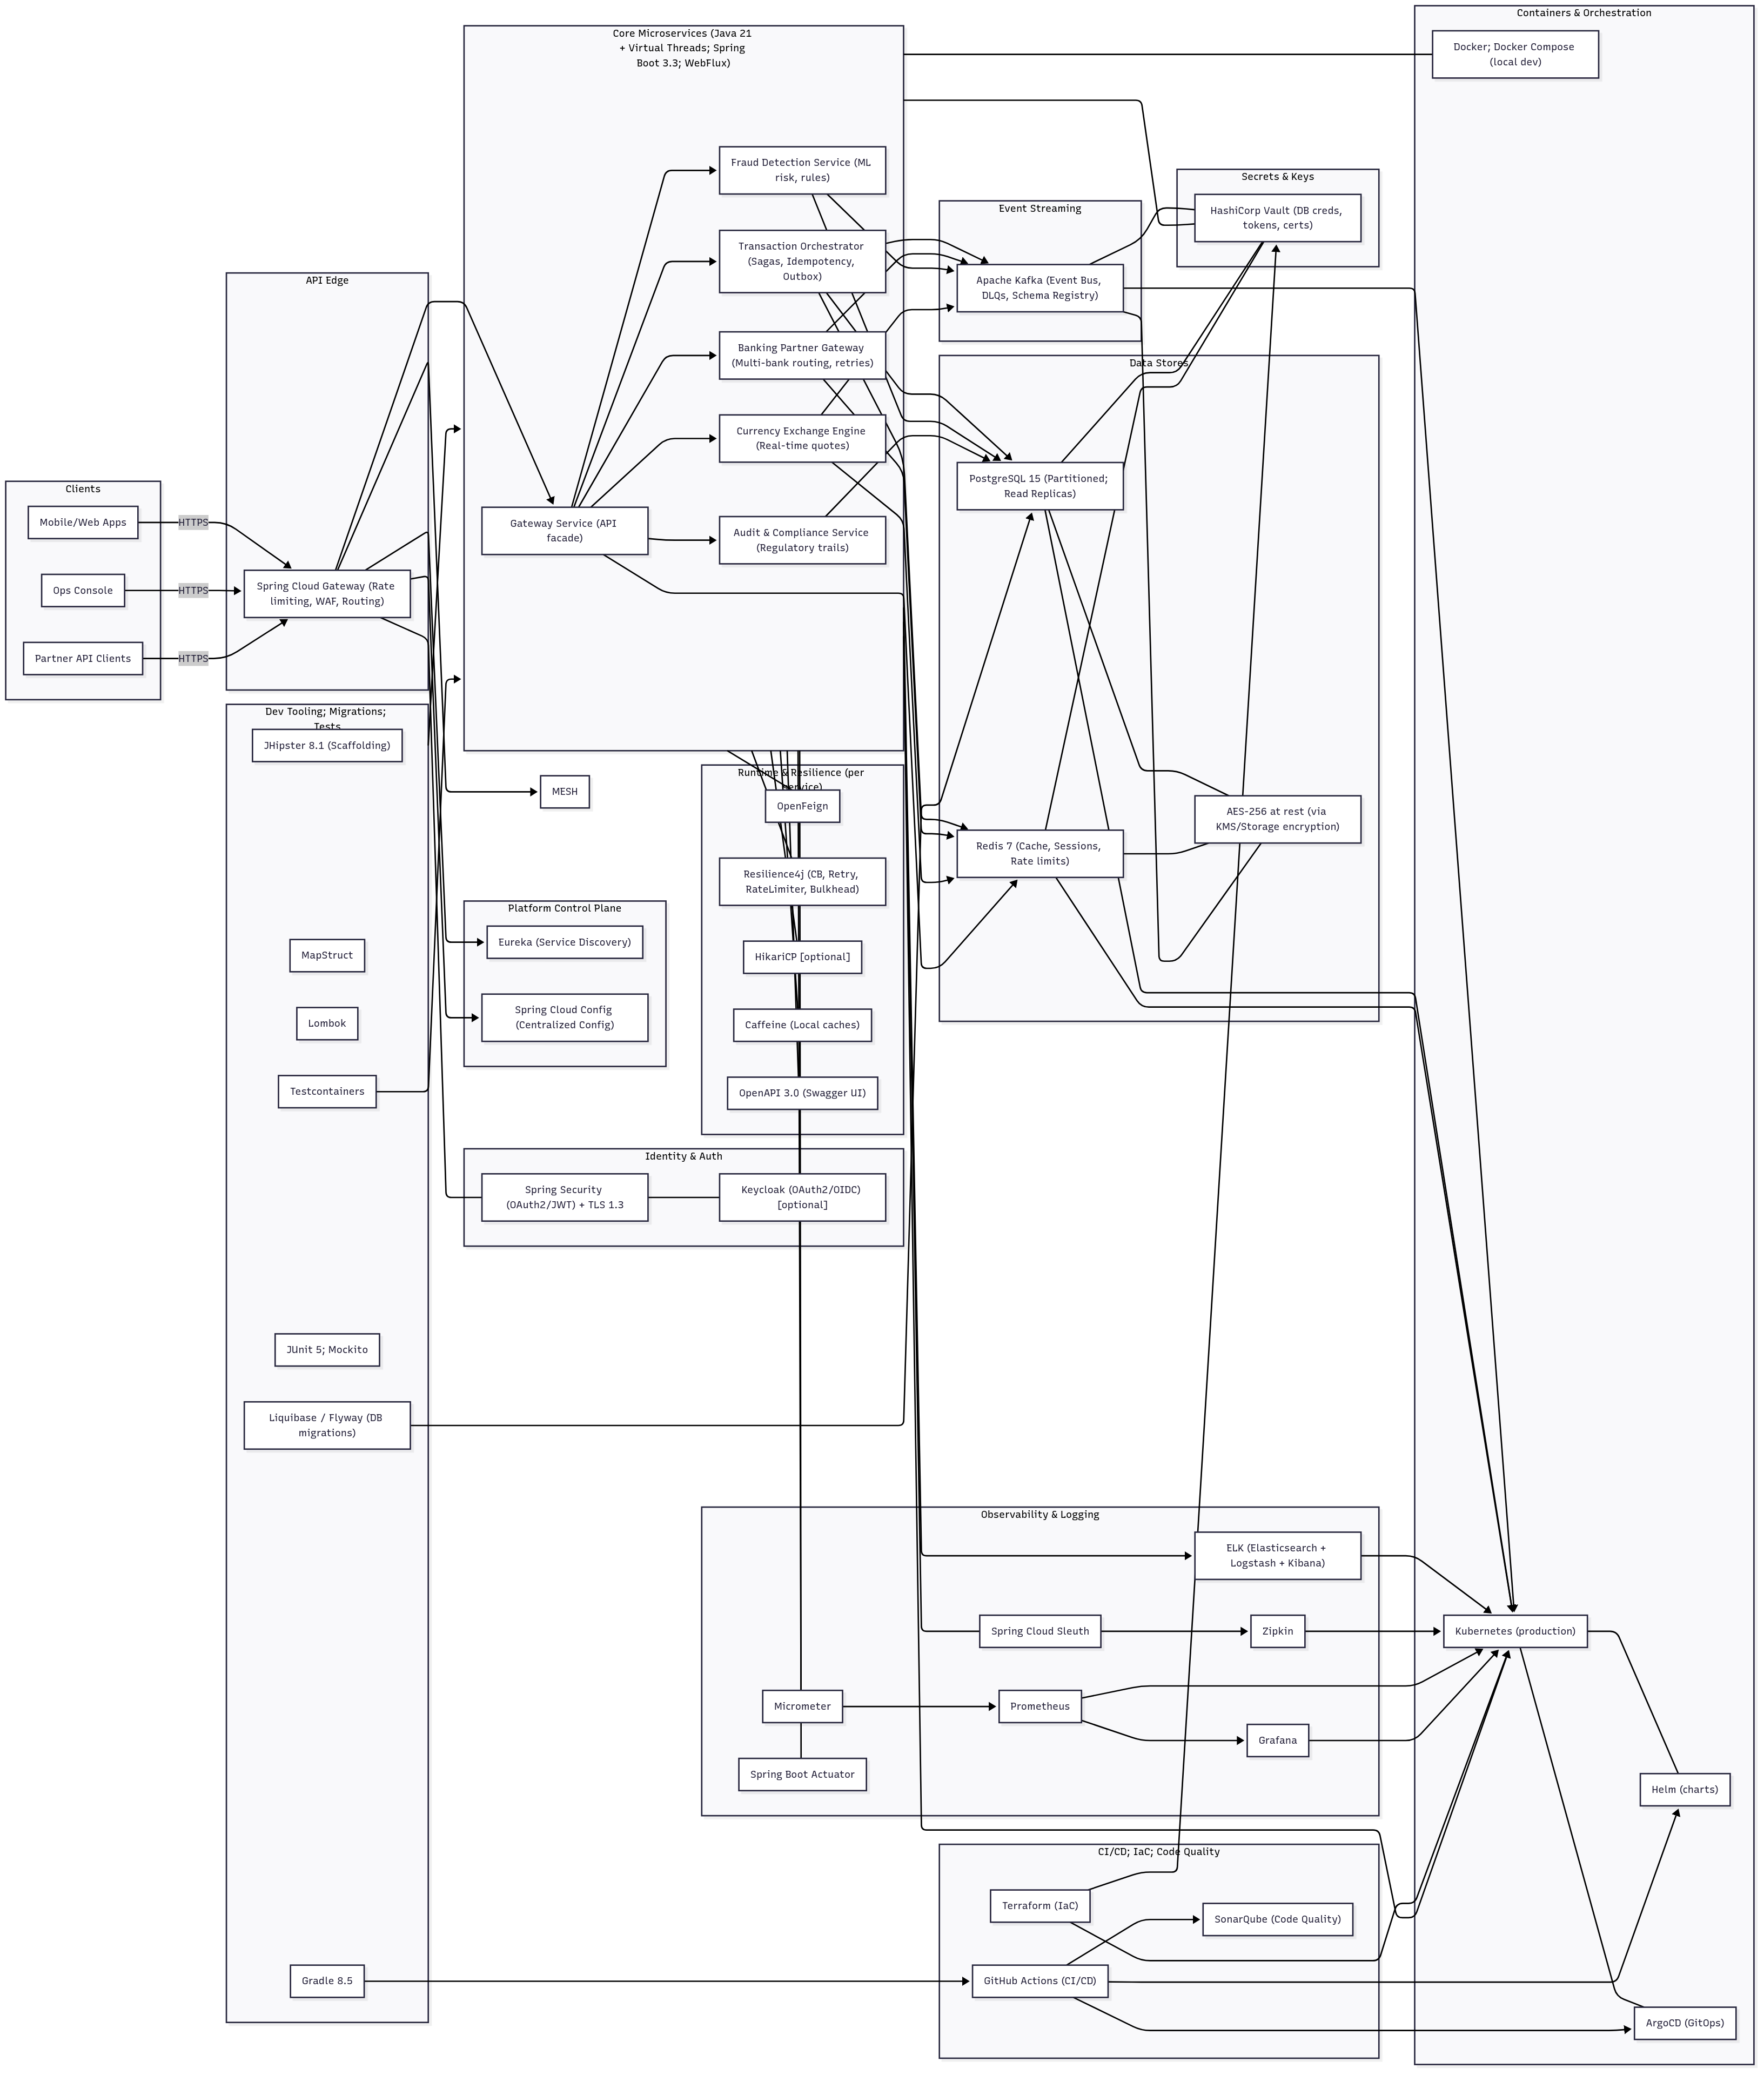 Containers & Orchestration
Docker; Docker Compose
(local dev)
Core Microservices (Java 21
+ Virtual Threads; Spring
Boot 3.3; WebFlux)
Fraud Detection Service (ML
risk, rules)
Transaction Orchestrator
(Sagas, Idempotency,
Outbox)
Banking Partner Gateway
(Multi-bank routing, retries)
Currency Exchange Engine
(Real-time quotes)
Gateway Service (API
facade)
Audit & Compliance Service
(Regulatory trails)
Secrets & Keys
HashiCorp Vault (DB creds,
tokens, certs)
Event Streaming
Apache Kafka (Event Bus,
DLQs, Schema Registry)
API Edge
Spring Cloud Gateway (Rate
limiting, WAF, Routing)
Clients
Mobile/Web Apps
HTTPS
Ops Console
HTTPS
Partner API Clients
HTTPS
Data Stores
PostgreSQL 15 (Partitioned;
Read Replicas)
Redis 7 (Cache, Sessions,
Rate limits)
AES-256 at rest (via
KMS/Storage encryption)
Dev Tooling; Migrations;
Tests
JHipster 8.1 (Scaffolding)
MapStruct
Lombok
Testcontainers
JUnit 5; Mockito
Liquibase / Flyway (DB
migrations)
Gradle 8.5
MESH
Runtime & Resilience (per
service)
OpenFeign
Resilience4j (CB, Retry,
RateLimiter, Bulkhead)
HikariCP [optional]
Caffeine (Local caches)
OpenAPI 3.0 (Swagger UI)
Platform Control Plane
Eureka (Service Discovery)
Spring Cloud Config
(Centralized Config)
Identity & Auth
Spring Security
(OAuth2/JWT) + TLS 1.3
Keycloak (OAuth2/OIDC)
[optional]
Observability & Logging
ELK (Elasticsearch +
Logstash + Kibana)
Spring Cloud Sleuth
Zipkin
Micrometer
Prometheus
Grafana
Spring Boot Actuator
Kubernetes (production)
Helm (charts)
ArgoCD (GitOps)
CI/CD; IaC; Code Quality
Terraform (IaC)
SonarQube (Code Quality)
GitHub Actions (CI/CD)